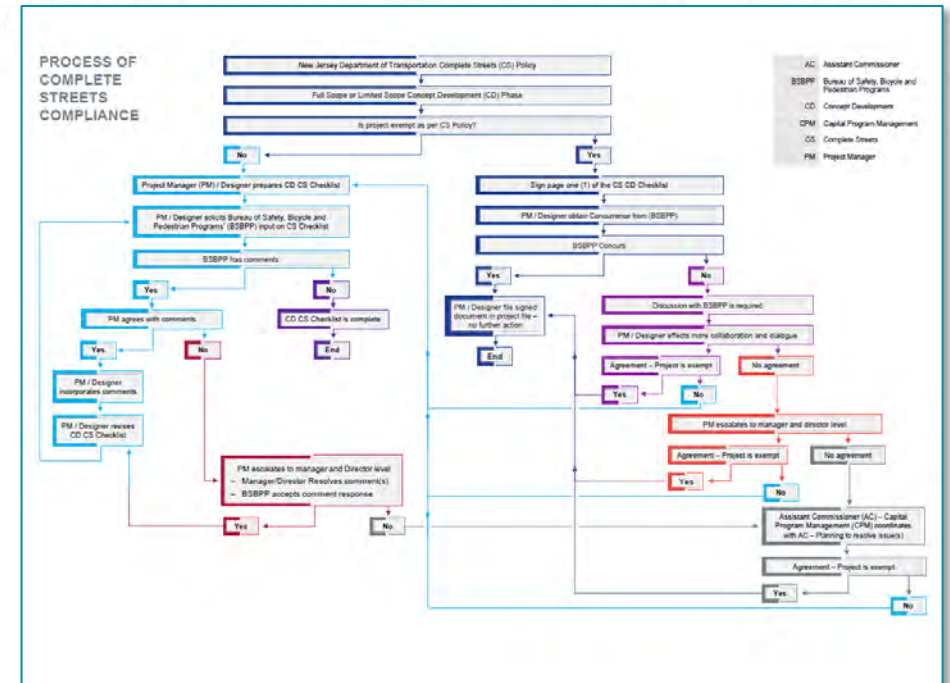 PROCESS OF
COMPLETE
STREETS
COMPLIANCE
New Jersey Department of Transportation Complete Streets (CS) Policy
Full Scope or Limited Scope Concept Development (CD) Phase
Is project exempt as per CS Policy?
AC Assistant Commissioner
BSBPP Bureau of Safety, Bicycle and
Pedestrian Programs
CD Concept Development
CPM Capital Program Management
CS Complete Streets
PM Project Manager
No
Project Manager (PM) / Designer prepares CD CS Checklist
PM / Designer solicits Bureau of Safety, Bicycle and
Pedestrian Programs' (BSBPP) input on CS Checklist
BSBPP has comments
Yes
No
PM agrees with comments
CD CS Checklist is complete
Yes
No
End
PM / Designer
incorporates comments
PM / Designer revises
CD CS Checklist
PM escalates to manager and Director level
– Manager/Director Resolves comment(s)
– BSBPP accepts comment response
Yes
No
Yes
Sign page one (1) of the CS CD Checklist
PM / Designer obtain Concurrence from (BSBPP)
BSBPP Concurs
Yes
No
PM / Designer file signed
document in project file –
no further action
End
Discussion with BSBPP is required
PM / Designer effects more collaboration and dialogue
Agreement – Project is exempt
No agreement
Yes
No
PM escalates to manager and director level
Agreement – Project is exempt
No agreement
Yes
No
Assistant Commissioner (AC) – Capital
Program Management (CPM) coordinates
with AC – Planning to resolve issue(s)
Agreement – Project is exempt
Yes
No